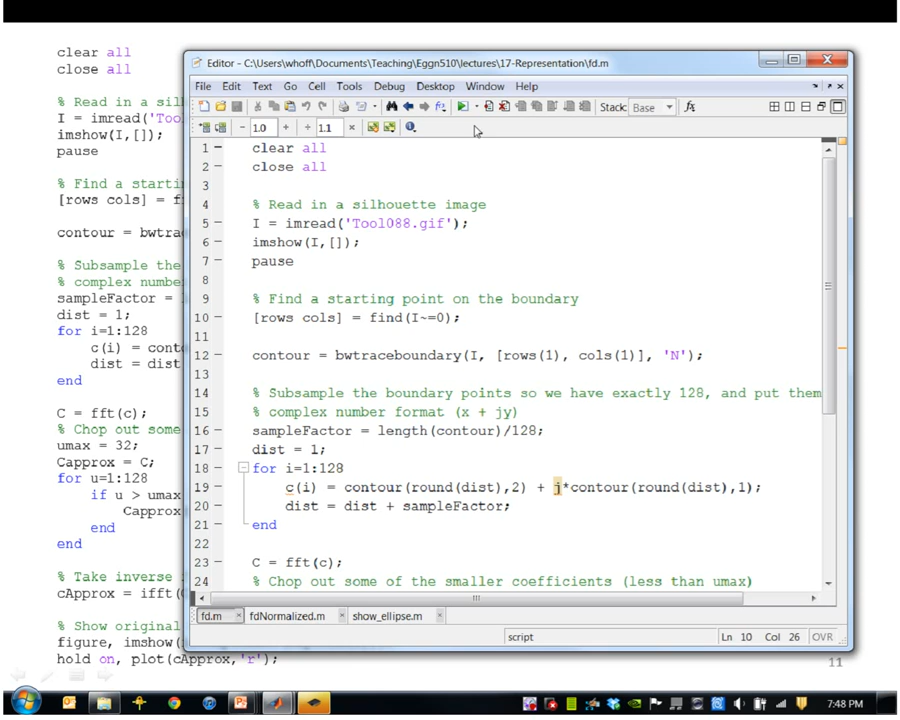 clear all
close all
% Read in a sil
I = imread('Too
imshow(I,[]);
pause
% Find a starti
[rows cols] = fi
contour = bwtrac
% Subsample the
% complex numbe
sampleFactor =
dist = 1;
for i=1:128
c(i) = cont
dist = dist
end
C = fft(c);
% Chop out some
umax = 32;
Capprox = C;
for u=1:128
if u > umax
Capprox
end
end
% Take inverse
cApprox = ifft(
% Show original
figure, imshow(
hold on, plot(cApprox,'r');
11
Editor - C:\Users\whoff\Documents\Teaching\Eggn510\lectures\17-Representation\fd.m
File Edit Text Go Cell Tools Debug Desktop Window Help
Stack: Base fx
- 1.0 + ÷ 1.1 ×
1 clear all
2 close all
3
4 % Read in a silhouette image
5 I = imread('Tool088.gif');
6 imshow(I,[]);
7 pause
8
9 % Find a starting point on the boundary
10 [rows cols] = find(I~=0);
11
12 contour = bwtraceboundary(I, [rows(1), cols(1)], 'N');
13
14 % Subsample the boundary points so we have exactly 128, and put them
15 % complex number format (x + jy)
16 sampleFactor = length(contour)/128;
17 dist = 1;
18 for i=1:128
19 c(i) = contour(round(dist),2) + j*contour(round(dist),1);
20 dist = dist + sampleFactor;
21 end
22
23 C = fft(c);
24 % Chop out some of the smaller coefficients (less than umax)
fd.m × fdNormalized.m × show_ellipse.m ×
script Ln 10 Col 26 OVR
7:48 PM